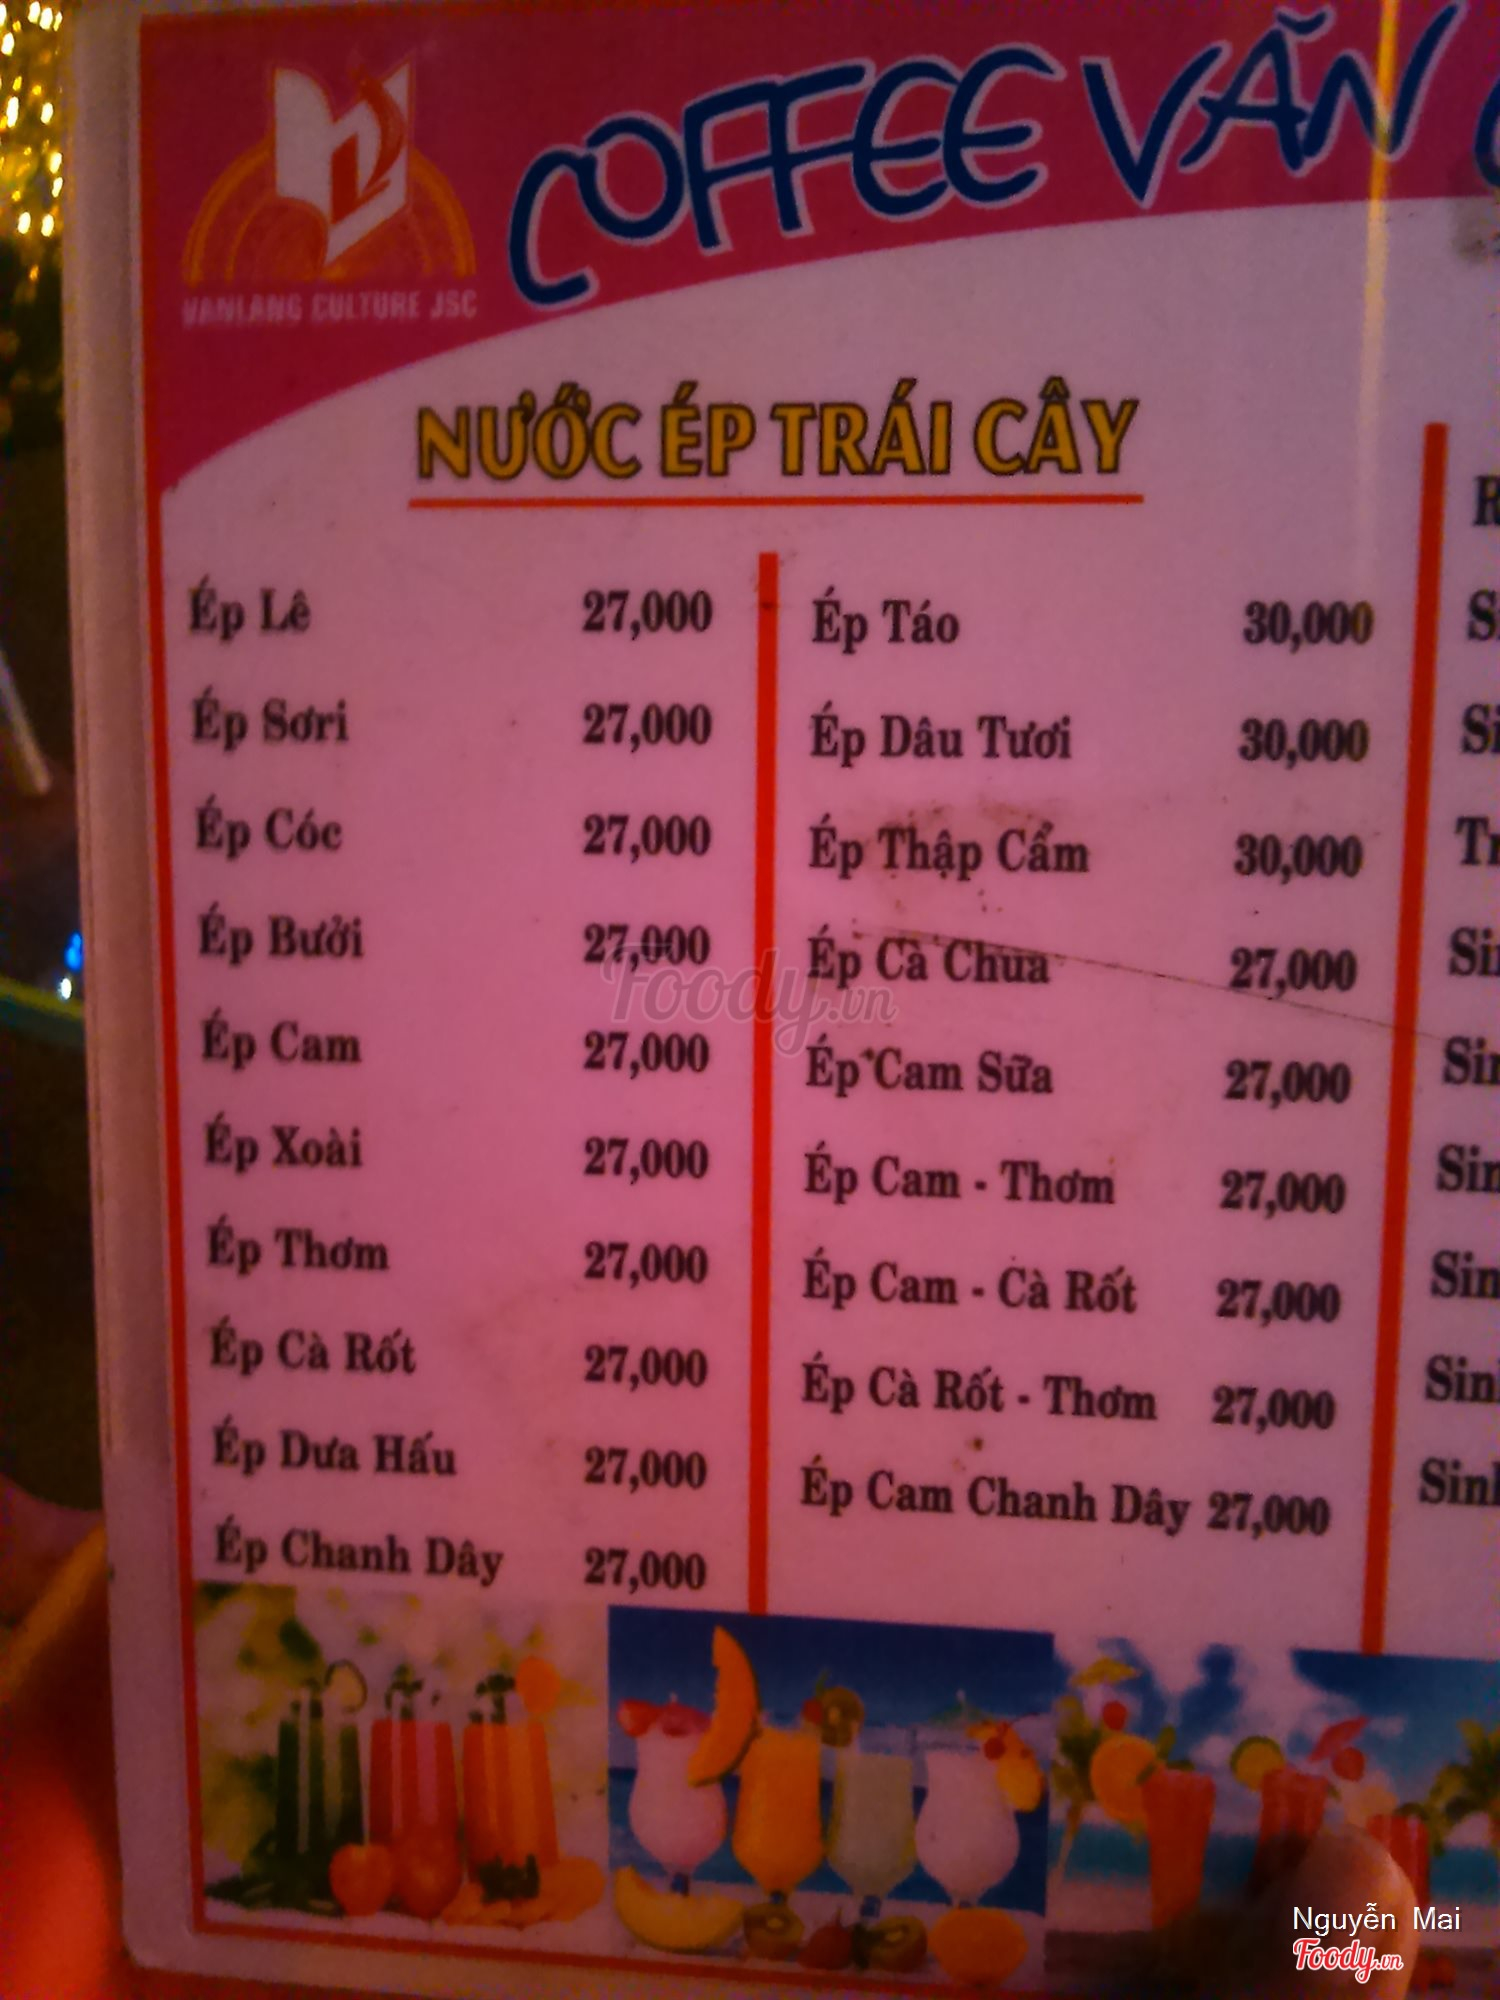 COFFEE VĂN
VANLANG CULTURE JSC
NƯỚC ÉP TRÁI CÂY
Ép Lê 27,000
Ép Sơri 27,000
Ép Cóc 27,000
Ép Bưởi 27,000
Ép Cam 27,000
Ép Xoài 27,000
Ép Thơm 27,000
Ép Cà Rốt 27,000
Ép Dưa Hấu 27,000
Ép Chanh Dây 27,000
Ép Táo 30,000
Ép Dâu Tươi 30,000
Ép Thập Cẩm 30,000
Ép Cà Chua 27,000
Ép Cam Sữa 27,000
Ép Cam - Thơm 27,000
Ép Cam - Cà Rốt 27,000
Ép Cà Rốt - Thơm 27,000
Ép Cam Chanh Dây 27,000
Foody.vn
Nguyễn Mai
Foody.vn